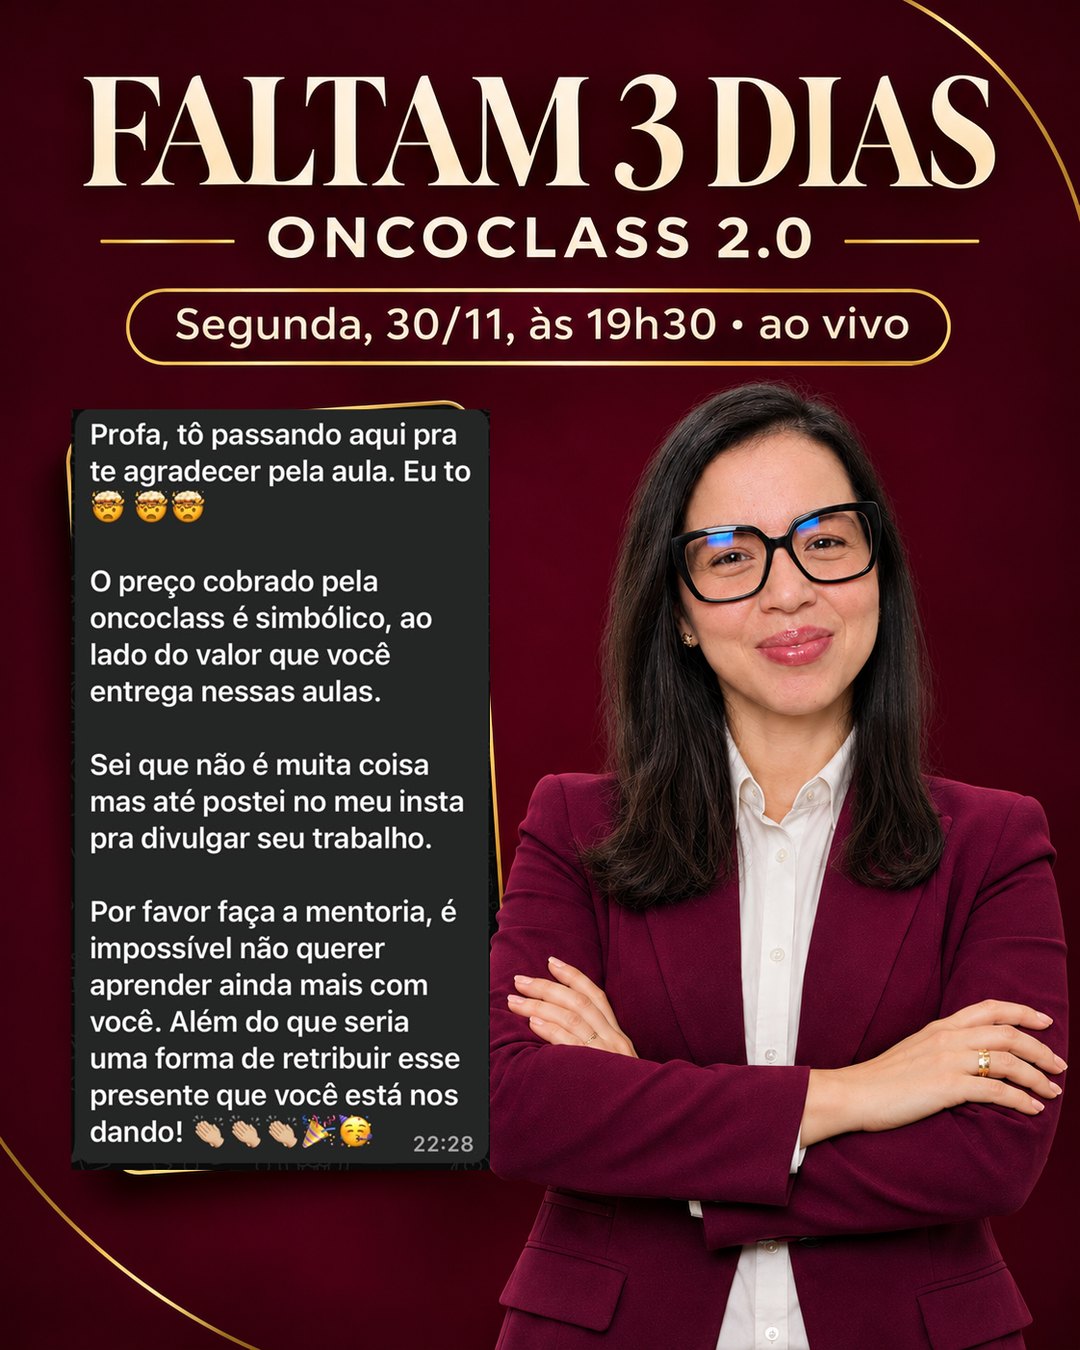 FALTAM 3 DIAS
ONCOCLASS 2.0
Segunda, 30/11, às 19h30 • ao vivo
Profa, tô passando aqui pra
te agradecer pela aula. Eu to
🤯 🤯🤯
O preço cobrado pela
oncoclass é simbólico, ao
lado do valor que você
entrega nessas aulas.
Sei que não é muita coisa
mas até postei no meu insta
pra divulgar seu trabalho.
Por favor faça a mentoria, é
impossível não querer
aprender ainda mais com
você. Além do que seria
uma forma de retribuir esse
presente que você está nos
dando! 👏🏼👏🏼👏🏼🎉🥳
22:28